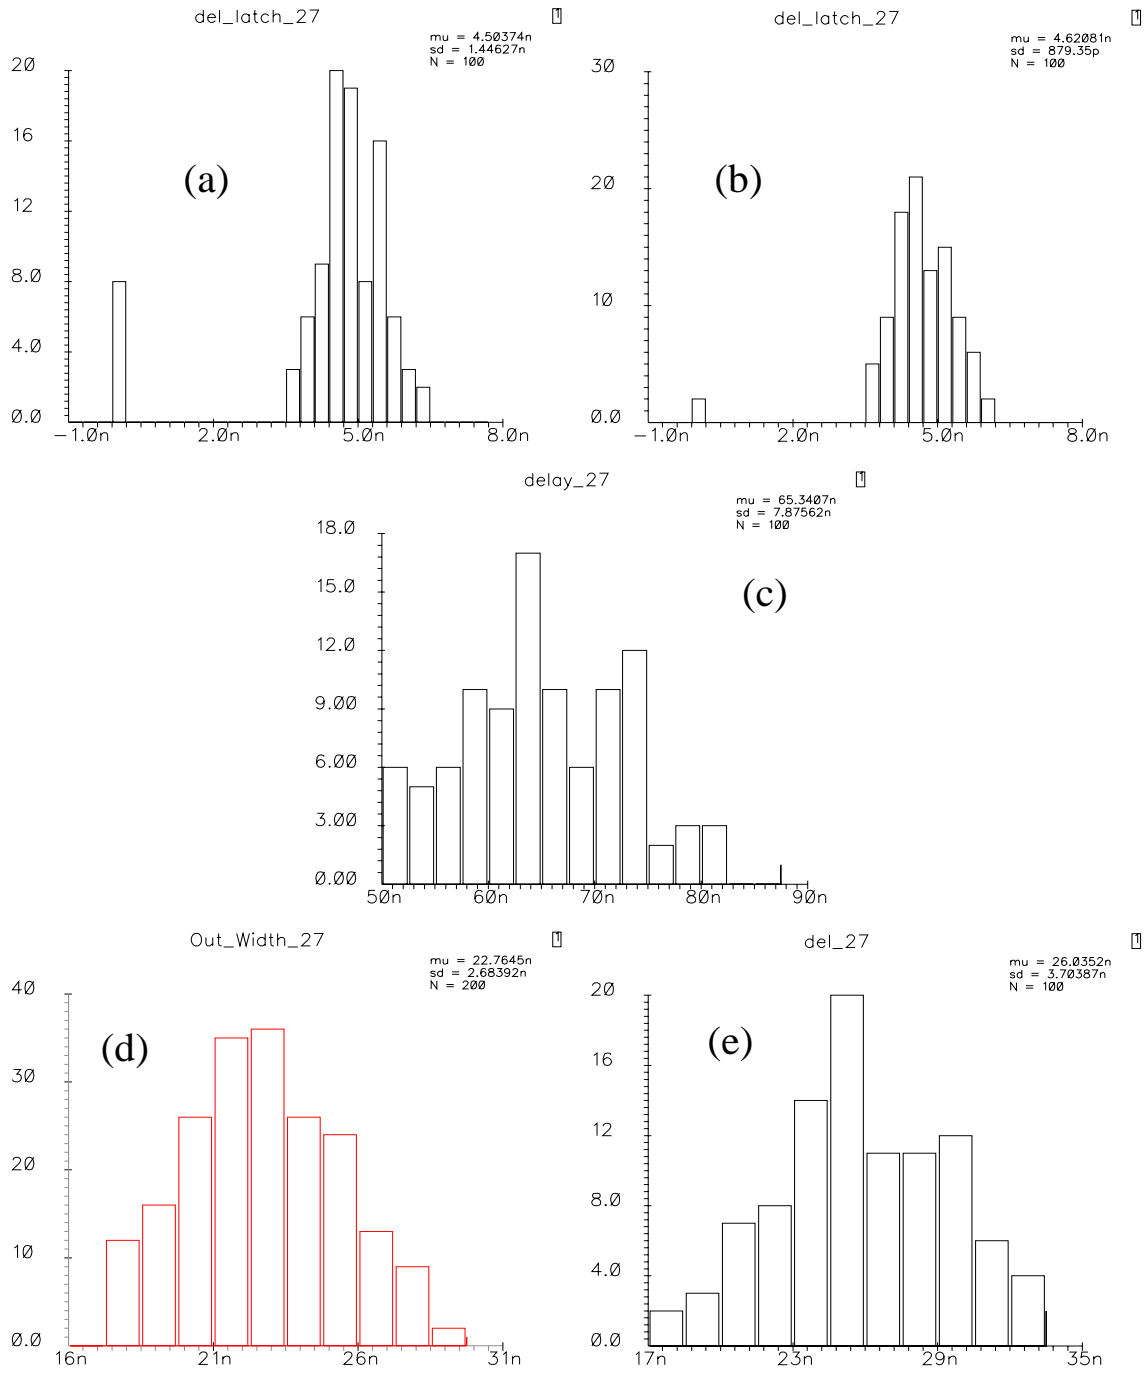 del_latch_27 1
mu = 4.50374n
sd = 1.44627n
N = 100
20
16
12
8.0
4.0
0.0
-1.0n 2.0n 5.0n 8.0n
(a)
del_latch_27 1
mu = 4.62081n
sd = 879.35p
N = 100
30
20
10
0.0
-1.0n 2.0n 5.0n 8.0n
(b)
delay_27 1
mu = 65.3407n
sd = 7.87562n
N = 100
18.0
15.0
12.0
9.00
6.00
3.00
0.00
50n 60n 70n 80n 90n
(c)
Out_Width_27 1
mu = 22.7645n
sd = 2.68392n
N = 200
40
30
20
10
0.0
16n 21n 26n 31n
(d)
del_27 1
mu = 26.0352n
sd = 3.70387n
N = 100
20
16
12
8.0
4.0
0.0
17n 23n 29n 35n
(e)